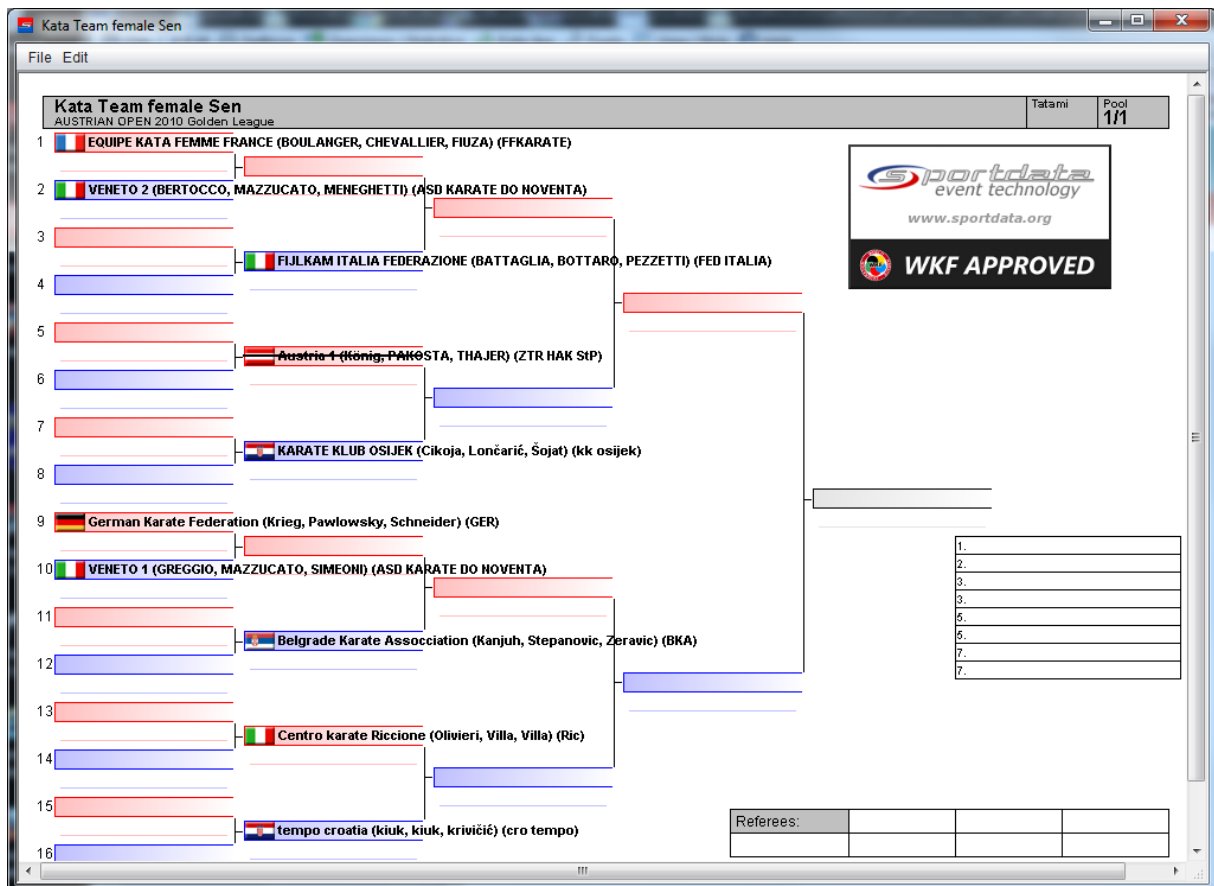 Kata Team female Sen
File Edit
Kata Team female Sen
AUSTRIAN OPEN 2010 Golden League
Tatami
Pool
1/1
1 EQUIPE KATA FEMME FRANCE (BOULANGER, CHEVALLIER, FIUZA) (FFKARATE)
sportdata
event technology
www.sportdata.org
WKF APPROVED
2 VENETO 2 (BERTOCCO, MAZZUCATO, MENEGHETTI) (ASD KARATE DO NOVENTA)
3
FIJLKAM ITALIA FEDERAZIONE (BATTAGLIA, BOTTARO, PEZZETTI) (FED ITALIA)
4
5
Austria 1 (König, PAKOSTA, THAJER) (ZTR HAK StP)
6
7
KARATE KLUB OSIJEK (Cikoja, Lončarić, Šojat) (kk osijek)
8
9 German Karate Federation (Krieg, Pawlowsky, Schneider) (GER)
10 VENETO 1 (GREGGIO, MAZZUCATO, SIMEONI) (ASD KARATE DO NOVENTA)
11
Belgrade Karate Assocciation (Kanjuh, Stepanovic, Zeravic) (BKA)
12
13
Centro karate Riccione (Olivieri, Villa, Villa) (Ric)
14
15
tempo croatia (kiuk, kiuk, krivičić) (cro tempo)
16
1.
2.
3.
3.
5.
5.
7.
7.
Referees: